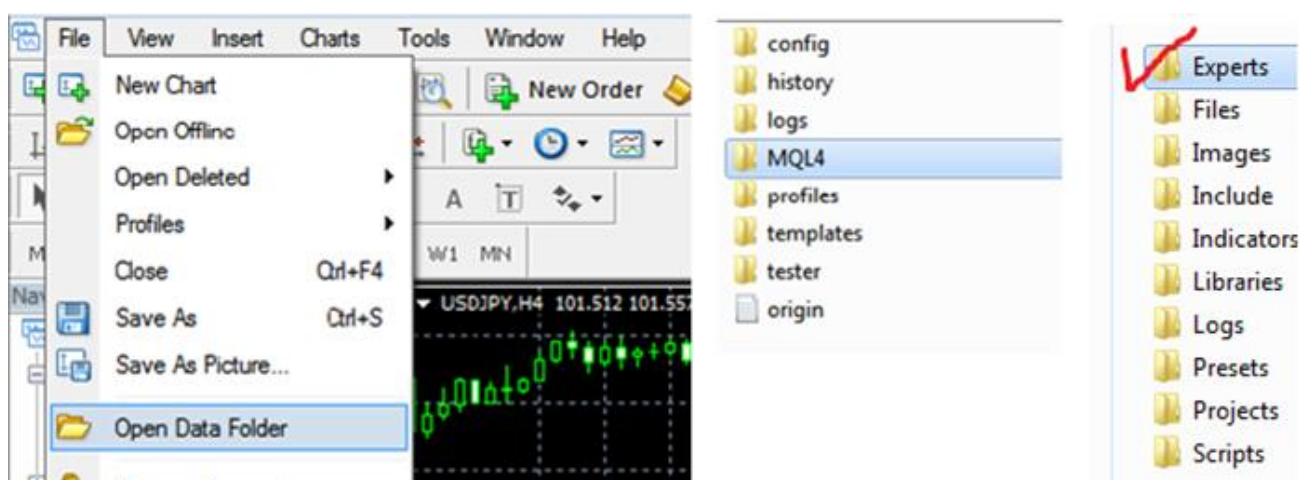 File View Insert Charts Tools Window Help
New Chart
New Order
Open Offline
Open Deleted
A T
Profiles
W1 MN
Close Ctrl+F4
USDJPY,H4 101.512 101.557
Save As Ctrl+S
Save As Picture...
Open Data Folder
config
history
logs
MQL4
profiles
templates
tester
origin
Experts
Files
Images
Include
Indicators
Libraries
Logs
Presets
Projects
Scripts